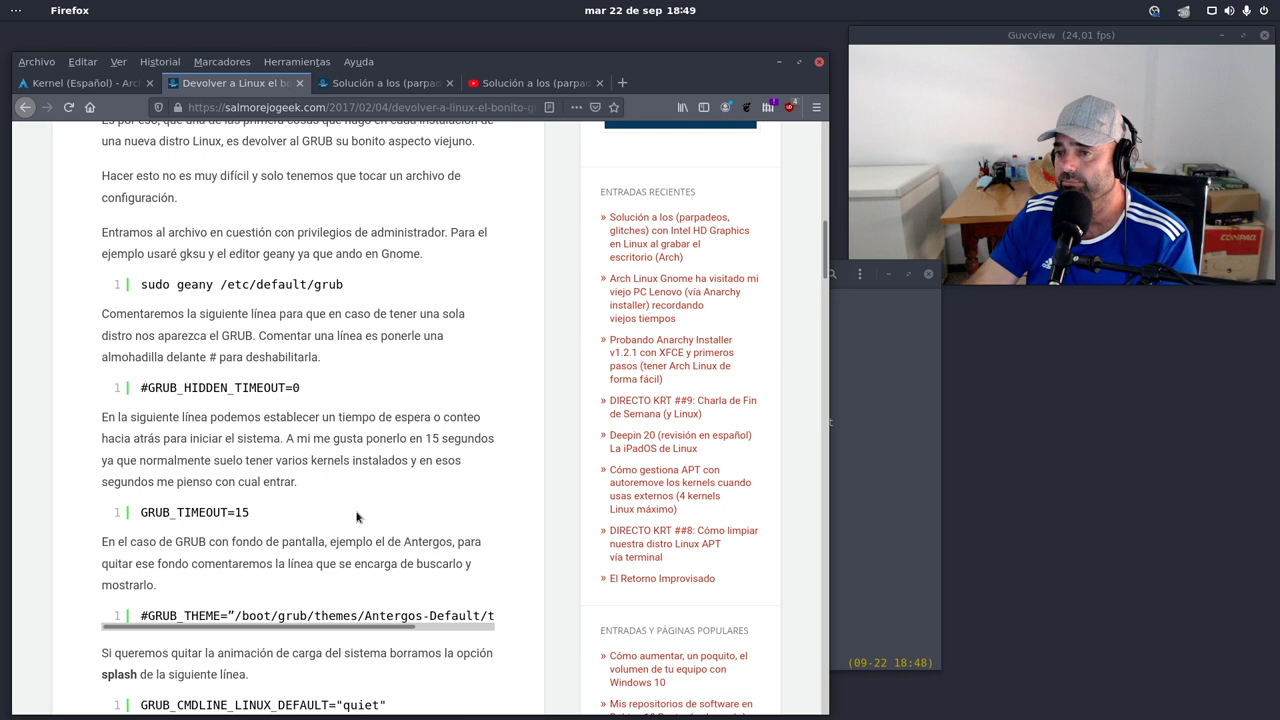 Firefox
mar 22 de sep 18:49
Guvcview (24,01 fps)
Archivo Editar Ver Historial Marcadores Herramientas Ayuda
Kernel (Español) - Arc
Devolver a Linux el bo
Solución a los (parpad
Solución a los (parpad
https://salmorejogeek.com/2017/02/04/devolver-a-linux-el-bonito-g
una nueva distro Linux, es devolver al GRUB su bonito aspecto viejuno.
Hacer esto no es muy difícil y solo tenemos que tocar un archivo de
configuración.
Entramos al archivo en cuestión con privilegios de administrador. Para el
ejemplo usaré gksu y el editor geany ya que ando en Gnome.
1 sudo geany /etc/default/grub
Comentaremos la siguiente línea para que en caso de tener una sola
distro nos aparezca el GRUB. Comentar una línea es ponerle una
almohadilla delante # para deshabilitarla.
1 #GRUB_HIDDEN_TIMEOUT=0
En la siguiente línea podemos establecer un tiempo de espera o conteo
hacia atrás para iniciar el sistema. A mi me gusta ponerlo en 15 segundos
ya que normalmente suelo tener varios kernels instalados y en esos
segundos me pienso con cual entrar.
1 GRUB_TIMEOUT=15
En el caso de GRUB con fondo de pantalla, ejemplo el de Antergos, para
quitar ese fondo comentaremos la línea que se encarga de buscarlo y
mostrarlo.
1 #GRUB_THEME=”/boot/grub/themes/Antergos-Default/t
Si queremos quitar la animación de carga del sistema borramos la opción
splash de la siguiente línea.
1 GRUB_CMDLINE_LINUX_DEFAULT="quiet"
ENTRADAS RECIENTES
» Solución a los (parpadeos,
glitches) con Intel HD Graphics
en Linux al grabar el
escritorio (Arch)
» Arch Linux Gnome ha visitado mi
viejo PC Lenovo (vía Anarchy
installer) recordando
viejos tiempos
» Probando Anarchy Installer
v1.2.1 con XFCE y primeros
pasos (tener Arch Linux de
forma fácil)
» DIRECTO KRT ##9: Charla de Fin
de Semana (y Linux)
» Deepin 20 (revisión en español)
La iPadOS de Linux
» Cómo gestiona APT con
autoremove los kernels cuando
usas externos (4 kernels
Linux máximo)
» DIRECTO KRT ##8: Cómo limpiar
nuestra distro Linux APT
vía terminal
» El Retorno Improvisado
ENTRADAS Y PÁGINAS POPULARES
» Cómo aumentar, un poquito, el
volumen de tu equipo con
Windows 10
» Mis repositorios de software en
COMPAQ
t
(09-22 18:48)